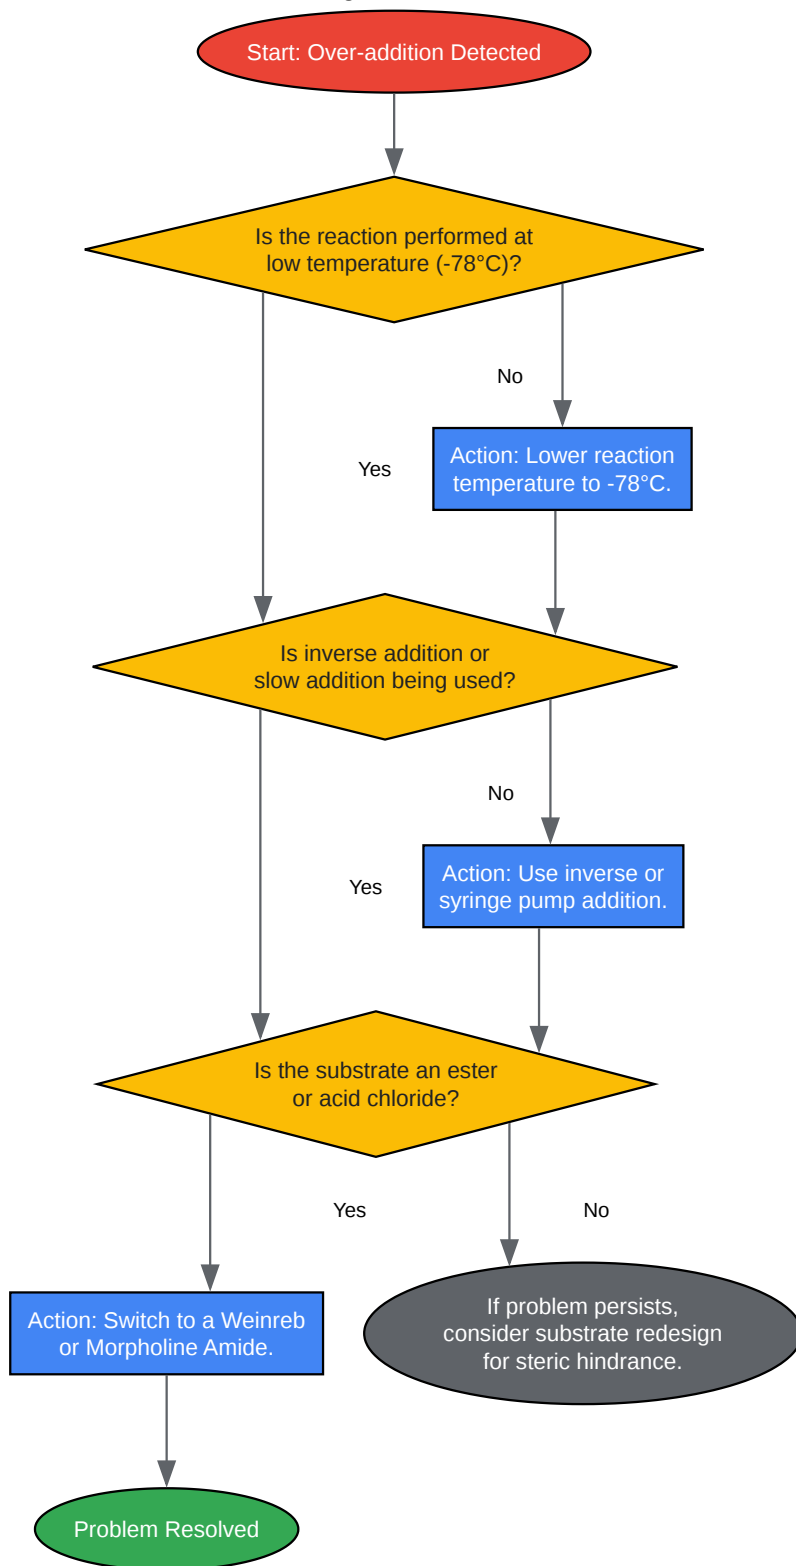 Start: Over-addition Detected
Is the reaction performed at
low temperature (-78°C)?
No
Action: Lower reaction
temperature to -78°C.
Yes
Is inverse addition or
slow addition being used?
No
Action: Use inverse or
syringe pump addition.
Yes
Is the substrate an ester
or acid chloride?
Yes
No
Action: Switch to a Weinreb
or Morpholine Amide.
If problem persists,
consider substrate redesign
for steric hindrance.
Problem Resolved